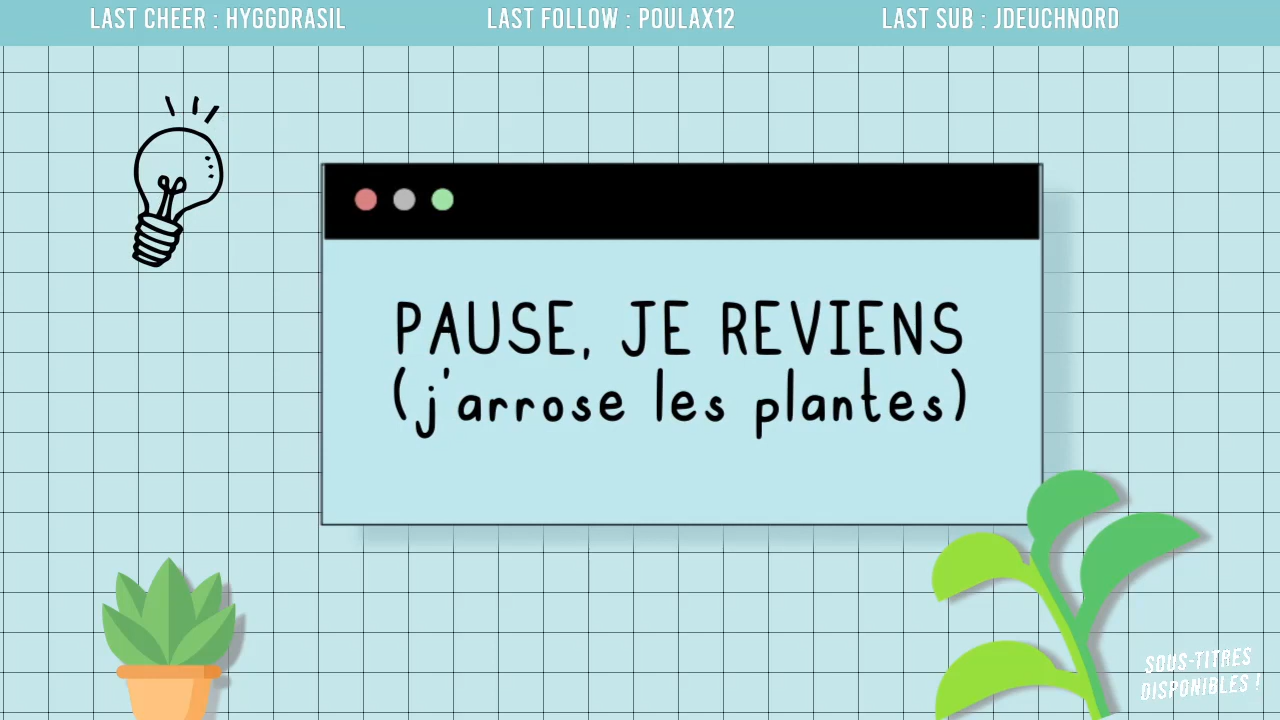 LAST CHEER : HYGGDRASIL
LAST FOLLOW : POULAX12
LAST SUB : JDEUCHNORD
PAUSE, JE REVIENS
(j'arrose les plantes)
SOUS-TITRES
DISPONIBLES !